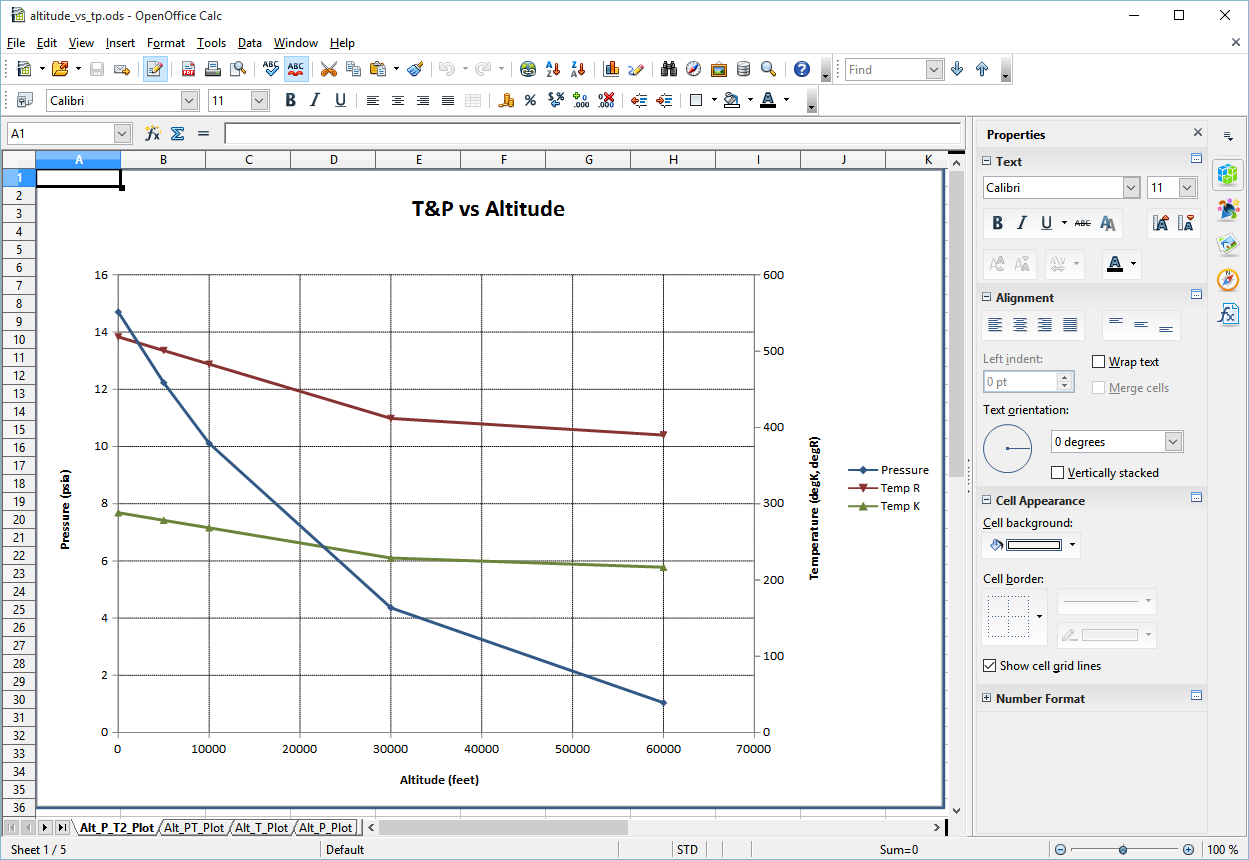 altitude_vs_tp.ods - OpenOffice Calc
File Edit View Insert Format Tools Data Window Help
Find
Calibri 11
A1
Properties
A B C D E F G H I J K
Text
Calibri 11
T&P vs Altitude
Alignment
Left indent:
0 pt
Wrap text
Merge cells
Text orientation:
0 degrees
Vertically stacked
Cell Appearance
Cell background:
Cell border:
Show cell grid lines
Number Format
1
2
3
4
5
6
7
8
9
10
11
12
13
14
15
16
17
18
19
20
21
22
23
24
25
26
27
28
29
30
31
32
33
34
35
36
16
14
12
10
8
6
4
2
0
Pressure (psia)
600
500
400
300
200
100
0
Temperature (degK, degR)
Pressure
Temp R
Temp K
0 10000 20000 30000 40000 50000 60000 70000
Altitude (feet)
Alt_P_T2_Plot Alt_PT_Plot Alt_T_Plot Alt_P_Plot
Sheet 1 / 5 Default STD Sum=0 100 %